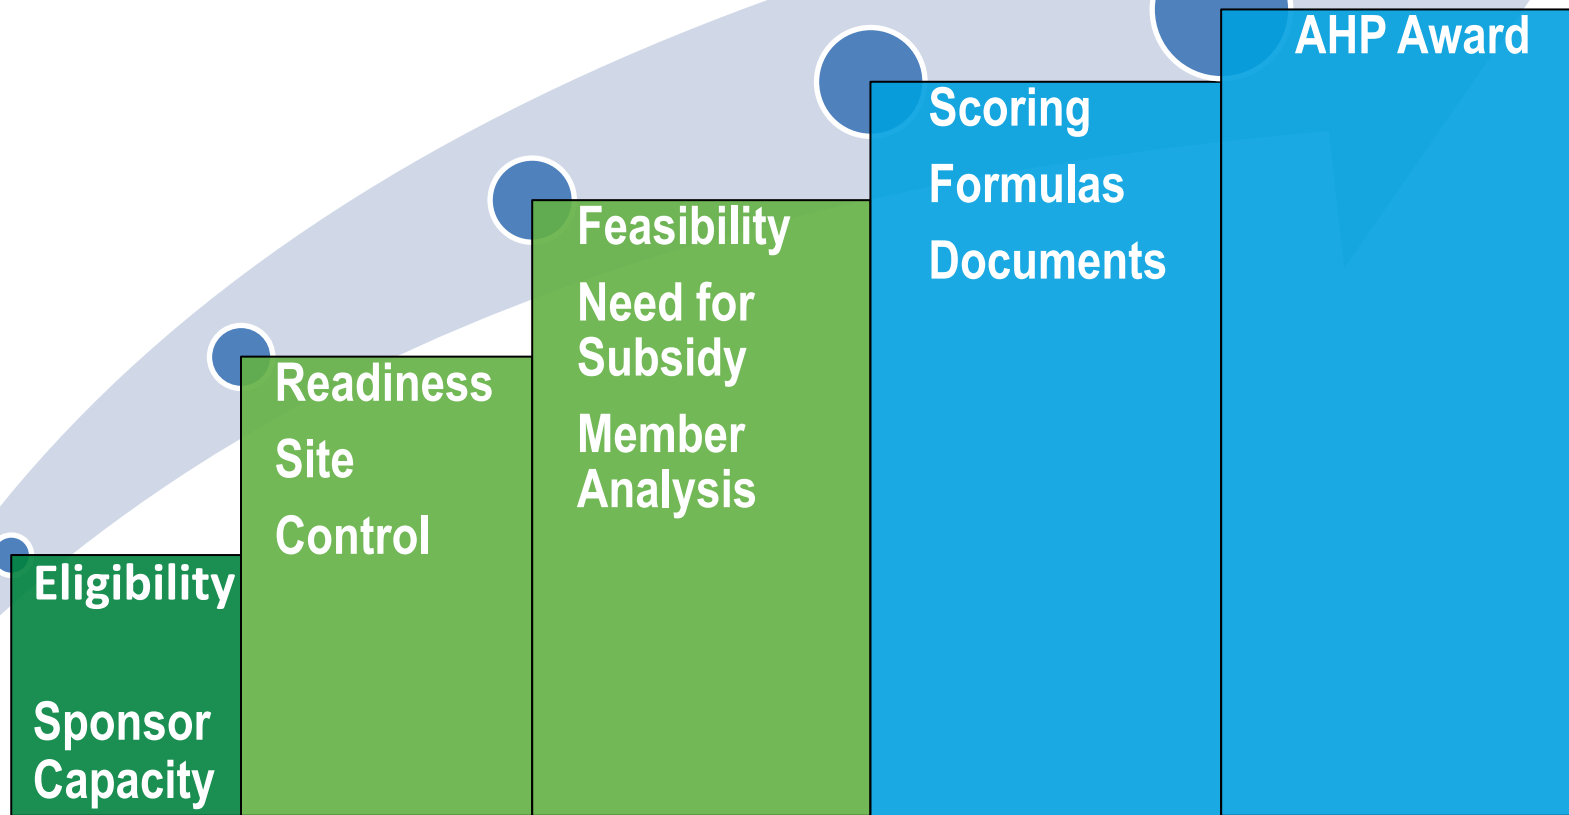 Eligibility
Sponsor
Capacity
Readiness
Site
Control
Feasibility
Need for
Subsidy
Member
Analysis
Scoring
Formulas
Documents
AHP Award